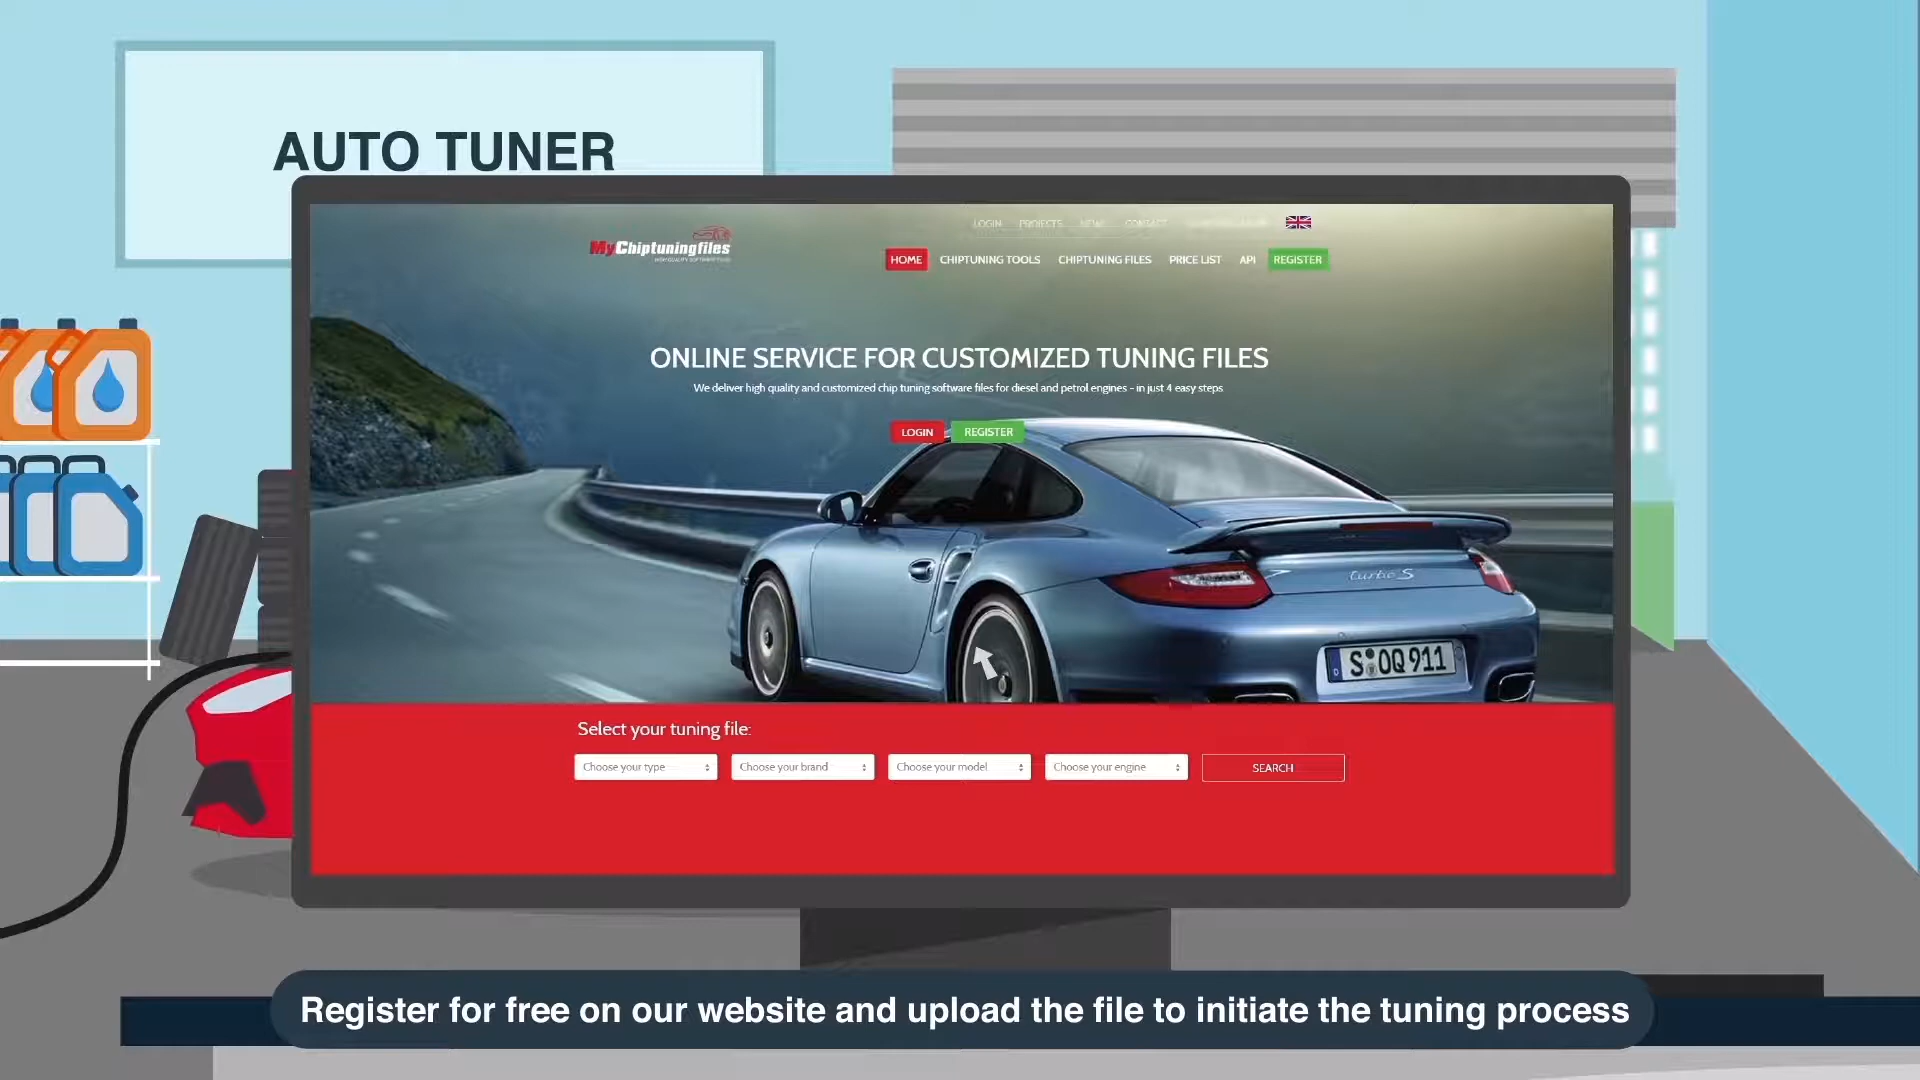 AUTO TUNER
LOGIN PROJECTS NEWS CONTACT
MyChiptuningfiles
HOME CHIPTUNING TOOLS CHIPTUNING FILES PRICE LIST API REGISTER
ONLINE SERVICE FOR CUSTOMIZED TUNING FILES
We deliver high quality and customized chip tuning software files for diesel and petrol engines - in just 4 easy steps
LOGIN REGISTER
turbo S
S OQ 911
Select your tuning file:
Choose your type Choose your brand Choose your model Choose your engine SEARCH
Register for free on our website and upload the file to initiate the tuning process